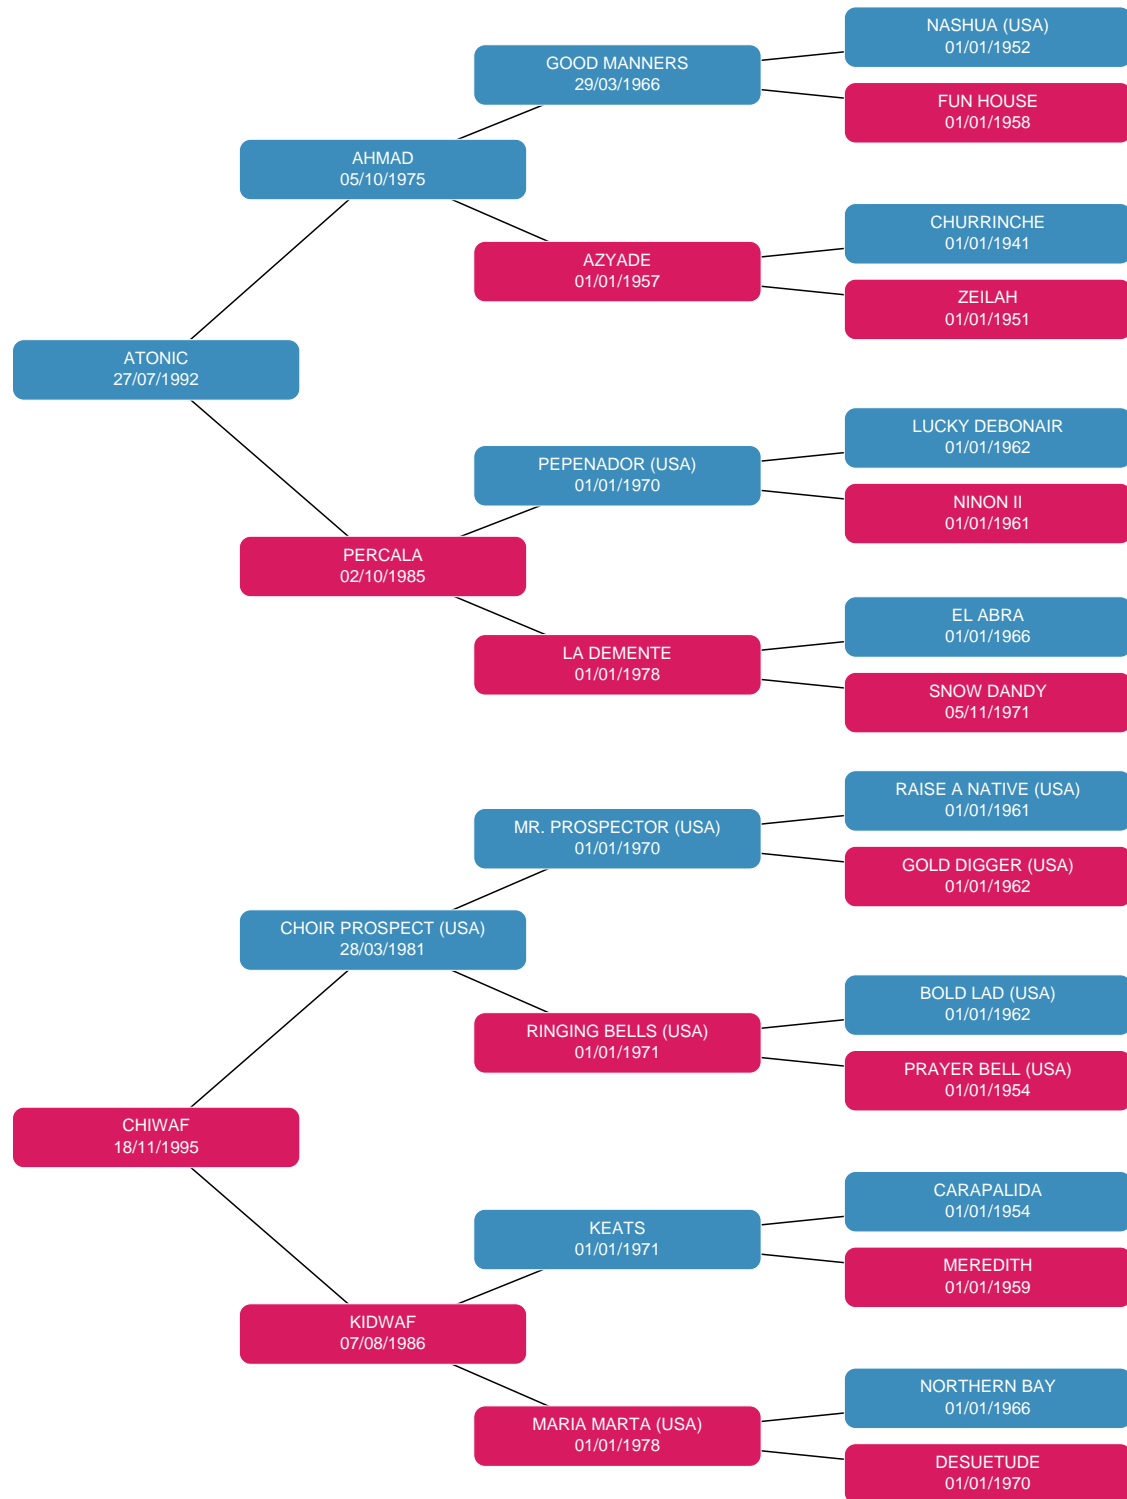 NASHUA (USA)
01/01/1952
GOOD MANNERS
29/03/1966
FUN HOUSE
01/01/1958
AHMAD
05/10/1975
CHURRINCHE
01/01/1941
AZYADE
01/01/1957
ZEILAH
01/01/1951
ATONIC
27/07/1992
LUCKY DEBONAIR
01/01/1962
PEPENADOR (USA)
01/01/1970
NINON II
01/01/1961
PERCALA
02/10/1985
EL ABRA
01/01/1966
LA DEMENTE
01/01/1978
SNOW DANDY
05/11/1971
RAISE A NATIVE (USA)
01/01/1961
MR. PROSPECTOR (USA)
01/01/1970
GOLD DIGGER (USA)
01/01/1962
CHOIR PROSPECT (USA)
28/03/1981
BOLD LAD (USA)
01/01/1962
RINGING BELLS (USA)
01/01/1971
PRAYER BELL (USA)
01/01/1954
CHIWAF
18/11/1995
CARAPALIDA
01/01/1954
KEATS
01/01/1971
MEREDITH
01/01/1959
KIDWAF
07/08/1986
NORTHERN BAY
01/01/1966
MARIA MARTA (USA)
01/01/1978
DESUETUDE
01/01/1970